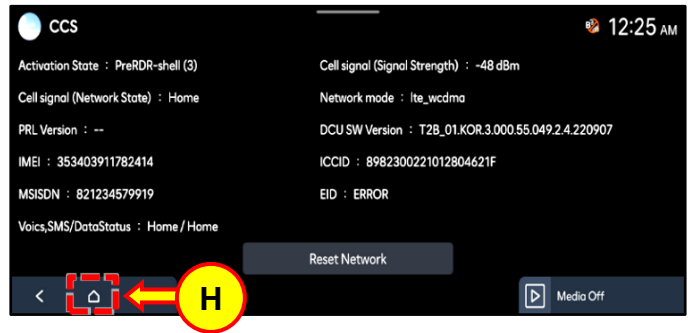 CCS
12:25 AM
Activation State : PreRDR-shell (3)
Cell signal (Signal Strength) : -48 dBm
Cell signal (Network State) : Home
Network mode : lte_wcdma
PRL Version : --
DCU SW Version : T2B_01.KOR.3.000.55.049.2.4.220907
IMEI : 353403911782414
ICCID : 8982300221012804621F
MSISDN : 821234579919
EID : ERROR
Voics,SMS/DataStatus : Home / Home
Reset Network
H
Media Off